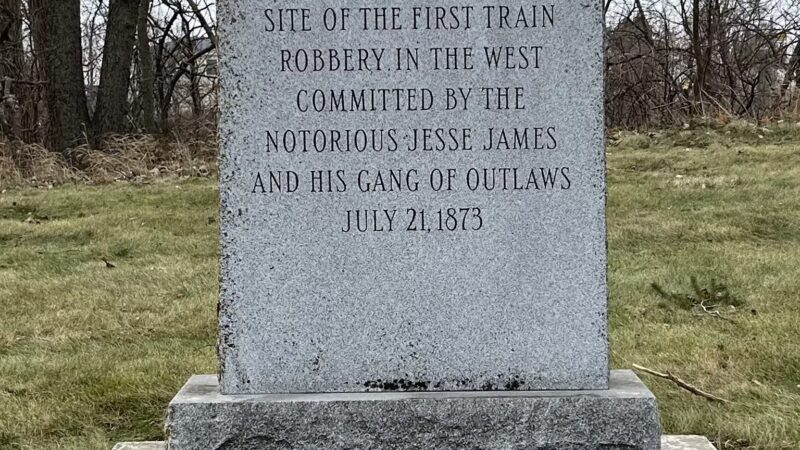 SITE OF THE FIRST TRAIN
ROBBERY IN THE WEST
COMMITTED BY THE
NOTORIOUS JESSE JAMES
AND HIS GANG OF OUTLAWS
JULY 21, 1873